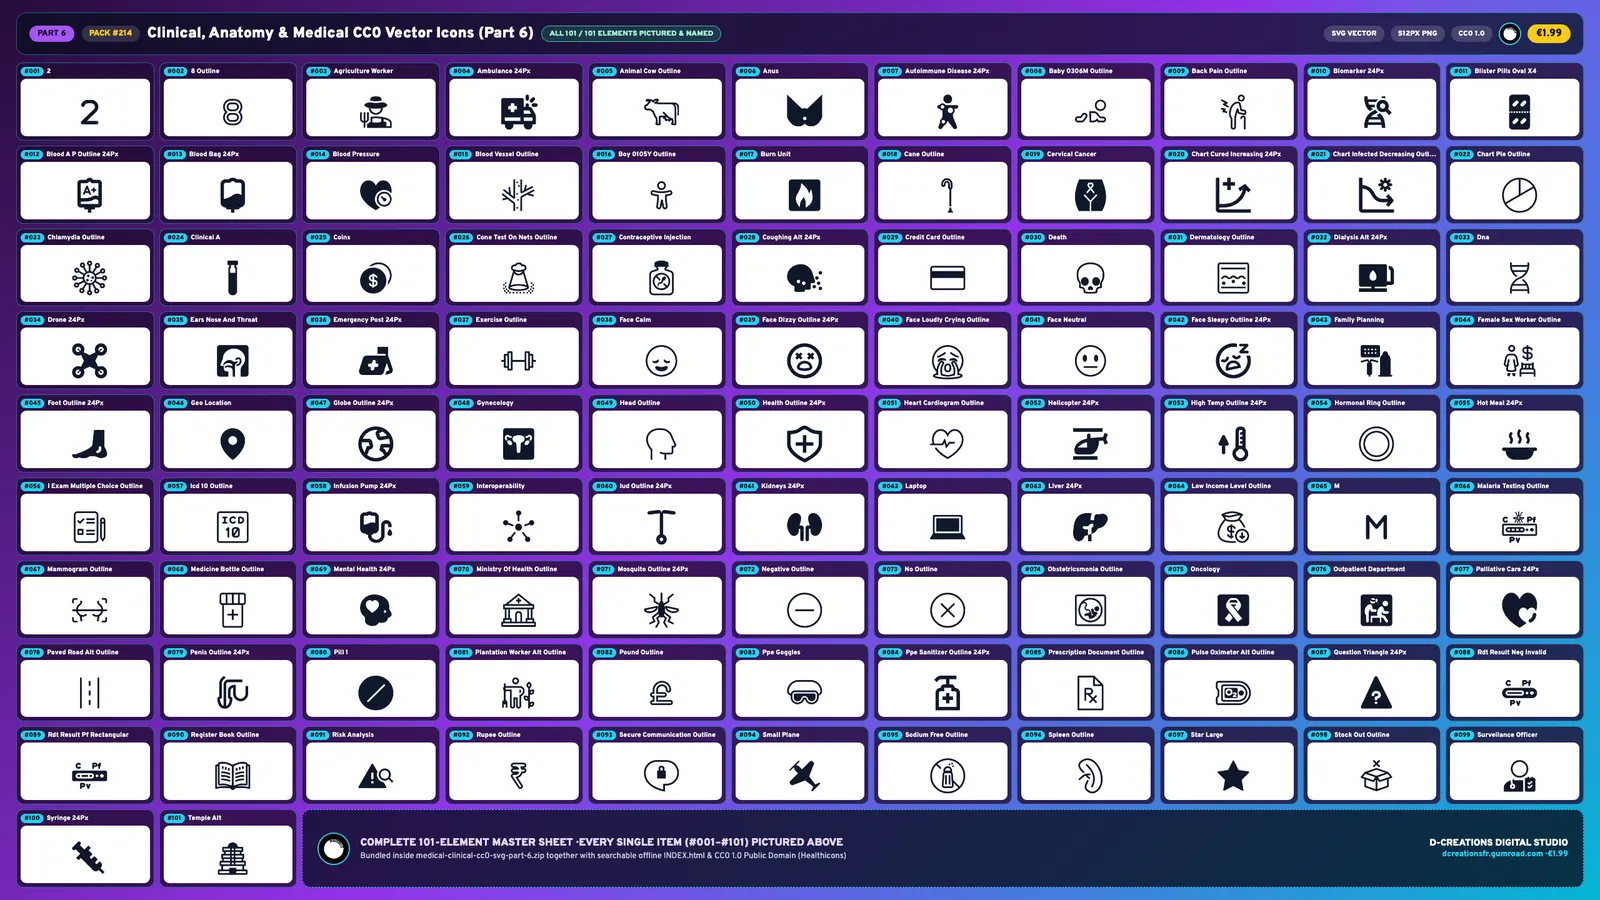 PART 6 PACK #214 Clinical, Anatomy & Medical CC0 Vector Icons (Part 6) ALL 101 / 101 ELEMENTS PICTURED & NAMED SVG VECTOR 512PX PNG CC0 1.0 €1.99
#001 2 #002 8 Outline #003 Agriculture Worker #004 Ambulance 24Px #005 Animal Cow Outline #006 Anus #007 Autoimmune Disease 24Px #008 Baby 0306M Outline #009 Back Pain Outline #010 Biomarker 24Px #011 Blister Pills Oval X4
2 8
#012 Blood A P Outline 24Px #013 Blood Bag 24Px #014 Blood Pressure #015 Blood Vessel Outline #016 Boy 0105Y Outline #017 Burn Unit #018 Cane Outline #019 Cervical Cancer #020 Chart Cured Increasing 24Px #021 Chart Infected Decreasing Outl... #022 Chart Pie Outline
A+
#023 Chlamydia Outline #024 Clinical A #025 Coins #026 Cone Test On Nets Outline #027 Contraceptive Injection #028 Coughing Alt 24Px #029 Credit Card Outline #030 Death #031 Dermatology Outline #032 Dialysis Alt 24Px #033 Dna
$
#034 Drone 24Px #035 Ears Nose And Throat #036 Emergency Post 24Px #037 Exercise Outline #038 Face Calm #039 Face Dizzy Outline 24Px #040 Face Loudly Crying Outline #041 Face Neutral #042 Face Sleepy Outline 24Px #043 Family Planning #044 Female Sex Worker Outline
Z $
#045 Foot Outline 24Px #046 Geo Location #047 Globe Outline 24Px #048 Gynecology #049 Head Outline #050 Health Outline 24Px #051 Heart Cardiogram Outline #052 Helicopter 24Px #053 High Temp Outline 24Px #054 Hormonal Ring Outline #055 Hot Meal 24Px
#056 I Exam Multiple Choice Outline #057 Icd 10 Outline #058 Infusion Pump 24Px #059 Interoperability #060 Iud Outline 24Px #061 Kidneys 24Px #062 Laptop #063 Liver 24Px #064 Low Income Level Outline #065 M #066 Malaria Testing Outline
ICD 10 $ M C Pf Pv
#067 Mammogram Outline #068 Medicine Bottle Outline #069 Mental Health 24Px #070 Ministry Of Health Outline #071 Mosquito Outline 24Px #072 Negative Outline #073 No Outline #074 Obstetricsmonia Outline #075 Oncology #076 Outpatient Department #077 Palliative Care 24Px
#078 Paved Road Alt Outline #079 Penis Outline 24Px #080 Pill 1 #081 Plantation Worker Alt Outline #082 Pound Outline #083 Ppe Goggles #084 Ppe Sanitizer Outline 24Px #085 Prescription Document Outline #086 Pulse Oximeter Alt Outline #087 Question Triangle 24Px #088 Rdt Result Neg Invalid
£ Rx O2 ? C Pf Pv
#089 Rdt Result Pf Rectangular #090 Register Book Outline #091 Risk Analysis #092 Rupee Outline #093 Secure Communication Outline #094 Small Plane #095 Sodium Free Outline #096 Spleen Outline #097 Star Large #098 Stock Out Outline #099 Surveilance Officer
C Pf Pv ! ₹
#100 Syringe 24Px #101 Temple Alt
COMPLETE 101-ELEMENT MASTER SHEET · EVERY SINGLE ITEM (#001–#101) PICTURED ABOVE
Bundled inside medical-clinical-cc0-svg-part-6.zip together with searchable offline INDEX.html & CC0 1.0 Public Domain (Healthicons)
D-CREATIONS DIGITAL STUDIO
dcreationsfr.gumroad.com · €1.99